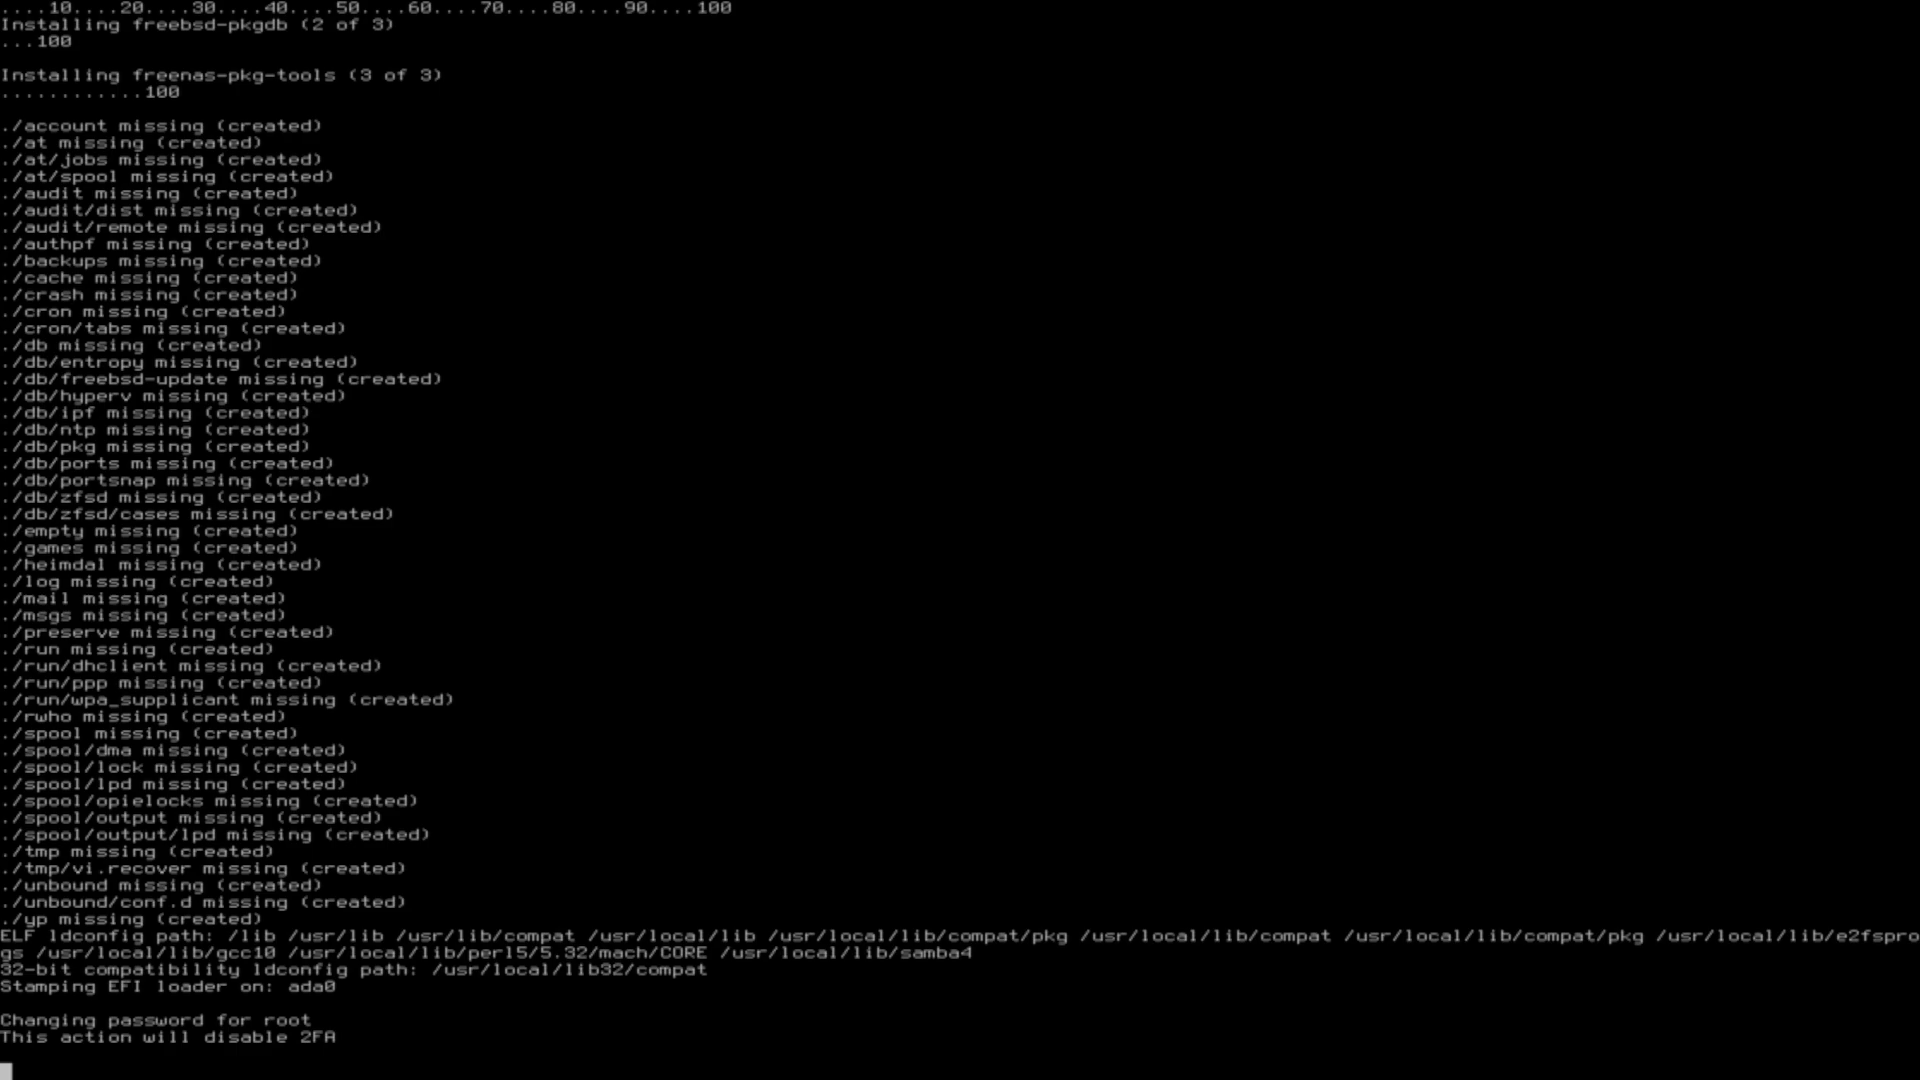 ....10....20....30....40....50....60....70....80....90....100
Installing freebsd-pkgdb (2 of 3)
...100
Installing freenas-pkg-tools (3 of 3)
............100
./account missing (created)
./at missing (created)
./at/jobs missing (created)
./at/spool missing (created)
./audit missing (created)
./audit/dist missing (created)
./audit/remote missing (created)
./authpf missing (created)
./backups missing (created)
./cache missing (created)
./crash missing (created)
./cron missing (created)
./cron/tabs missing (created)
./db missing (created)
./db/entropy missing (created)
./db/freebsd-update missing (created)
./db/hyperv missing (created)
./db/ipf missing (created)
./db/ntp missing (created)
./db/pkg missing (created)
./db/ports missing (created)
./db/portsnap missing (created)
./db/zfsd missing (created)
./db/zfsd/cases missing (created)
./empty missing (created)
./games missing (created)
./heimdal missing (created)
./log missing (created)
./mail missing (created)
./msgs missing (created)
./preserve missing (created)
./run missing (created)
./run/dhclient missing (created)
./run/ppp missing (created)
./run/wpa_supplicant missing (created)
./rwho missing (created)
./spool missing (created)
./spool/dma missing (created)
./spool/lock missing (created)
./spool/lpd missing (created)
./spool/opielocks missing (created)
./spool/output missing (created)
./spool/output/lpd missing (created)
./tmp missing (created)
./tmp/vi.recover missing (created)
./unbound missing (created)
./unbound/conf.d missing (created)
./yp missing (created)
ELF ldconfig path: /lib /usr/lib /usr/lib/compat /usr/local/lib /usr/local/lib/compat/pkg /usr/local/lib/compat /usr/local/lib/compat/pkg /usr/local/lib/e2fspro
gs /usr/local/lib/gcc10 /usr/local/lib/perl5/5.32/mach/CORE /usr/local/lib/samba4
32-bit compatibility ldconfig path: /usr/local/lib32/compat
Stamping EFI loader on: ada0
Changing password for root
This action will disable 2FA